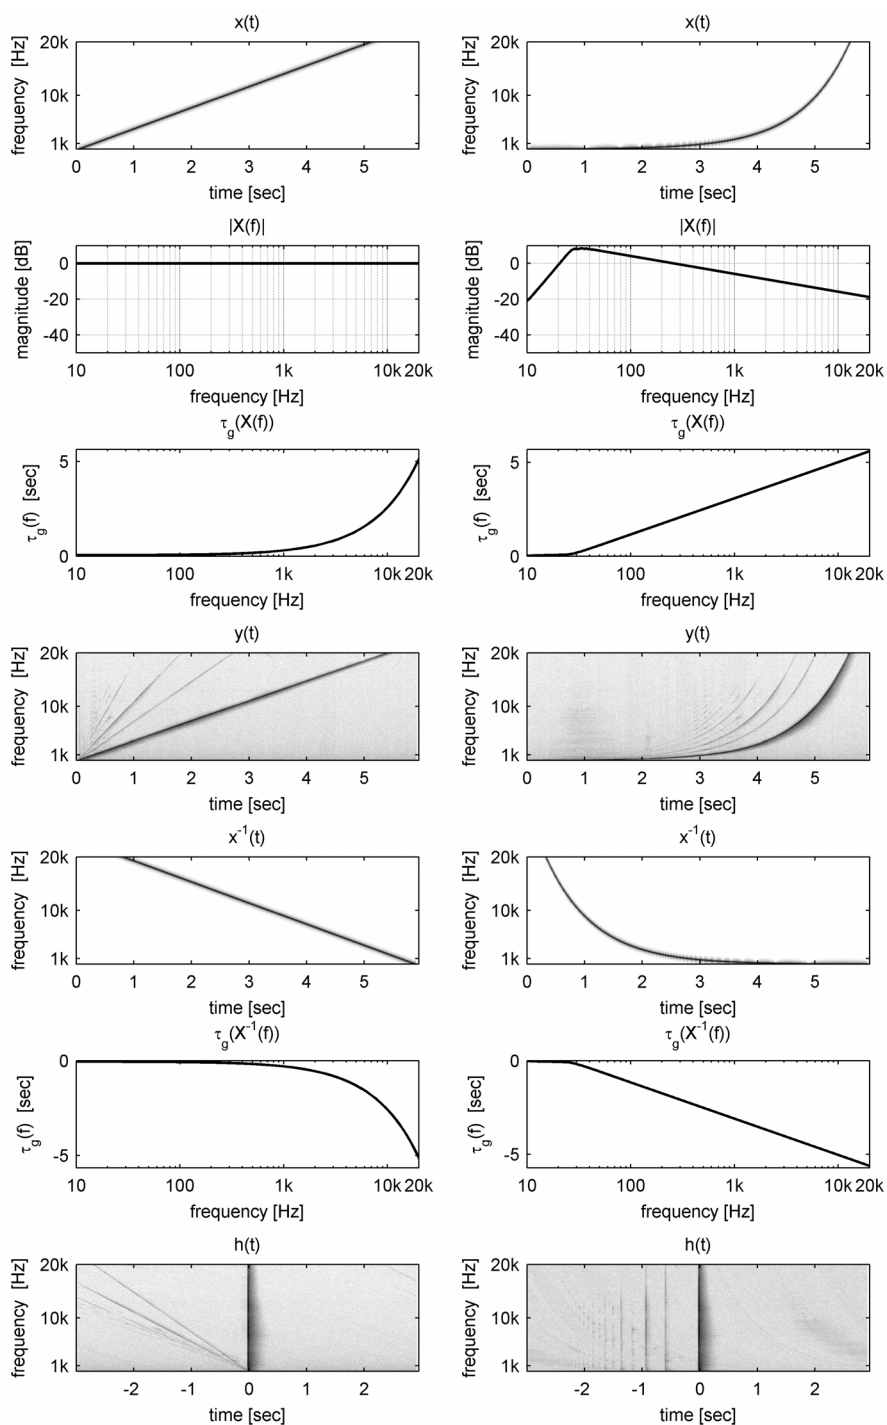 x(t)
frequency [Hz]
20k
10k
1k
0 1 2 3 4 5
time [sec]
x(t)
frequency [Hz]
20k
10k
1k
0 1 2 3 4 5
time [sec]
|X(f)|
magnitude [dB]
0
-20
-40
10 100 1k 10k 20k
frequency [Hz]
|X(f)|
magnitude [dB]
0
-20
-40
10 100 1k 10k 20k
frequency [Hz]
τg(X(f))
τg(f) [sec]
5
0
10 100 1k 10k 20k
frequency [Hz]
τg(X(f))
τg(f) [sec]
5
0
10 100 1k 10k 20k
frequency [Hz]
y(t)
frequency [Hz]
20k
10k
1k
0 1 2 3 4 5
time [sec]
y(t)
frequency [Hz]
20k
10k
1k
0 1 2 3 4 5
time [sec]
x⁻¹(t)
frequency [Hz]
20k
10k
1k
0 1 2 3 4 5
time [sec]
x⁻¹(t)
frequency [Hz]
20k
10k
1k
0 1 2 3 4 5
time [sec]
τg(X⁻¹(f))
τg(f) [sec]
0
-5
10 100 1k 10k 20k
frequency [Hz]
τg(X⁻¹(f))
τg(f) [sec]
0
-5
10 100 1k 10k 20k
frequency [Hz]
h(t)
frequency [Hz]
20k
10k
1k
-2 -1 0 1 2
time [sec]
h(t)
frequency [Hz]
20k
10k
1k
-2 -1 0 1 2
time [sec]